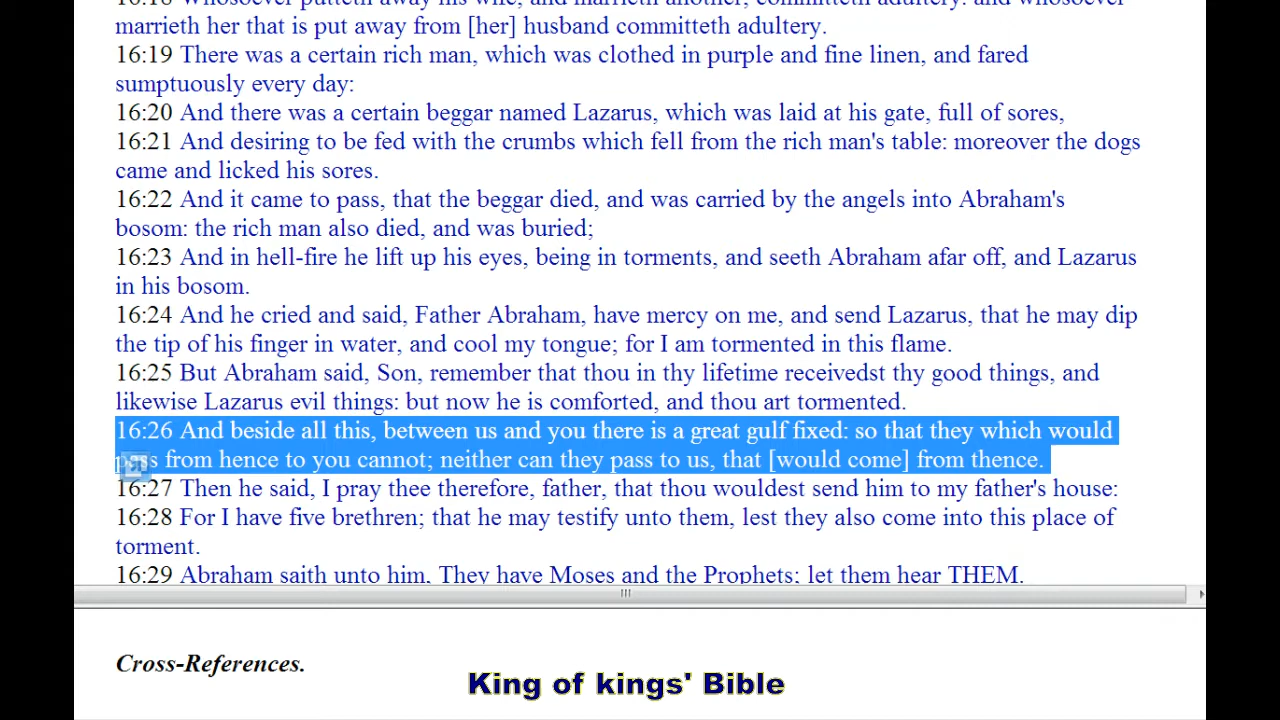 16:18 Whosoever putteth away his wife, and marrieth another, committeth adultery: and whosoever
marrieth her that is put away from [her] husband committeth adultery.
16:19 There was a certain rich man, which was clothed in purple and fine linen, and fared
sumptuously every day:
16:20 And there was a certain beggar named Lazarus, which was laid at his gate, full of sores,
16:21 And desiring to be fed with the crumbs which fell from the rich man's table: moreover the dogs
came and licked his sores.
16:22 And it came to pass, that the beggar died, and was carried by the angels into Abraham's
bosom: the rich man also died, and was buried;
16:23 And in hell-fire he lift up his eyes, being in torments, and seeth Abraham afar off, and Lazarus
in his bosom.
16:24 And he cried and said, Father Abraham, have mercy on me, and send Lazarus, that he may dip
the tip of his finger in water, and cool my tongue; for I am tormented in this flame.
16:25 But Abraham said, Son, remember that thou in thy lifetime receivedst thy good things, and
likewise Lazarus evil things: but now he is comforted, and thou art tormented.
16:26 And beside all this, between us and you there is a great gulf fixed: so that they which would
pass from hence to you cannot; neither can they pass to us, that [would come] from thence.
16:27 Then he said, I pray thee therefore, father, that thou wouldest send him to my father's house:
16:28 For I have five brethren; that he may testify unto them, lest they also come into this place of
torment.
16:29 Abraham saith unto him, They have Moses and the Prophets; let them hear THEM.
Cross-References.
King of kings' Bible